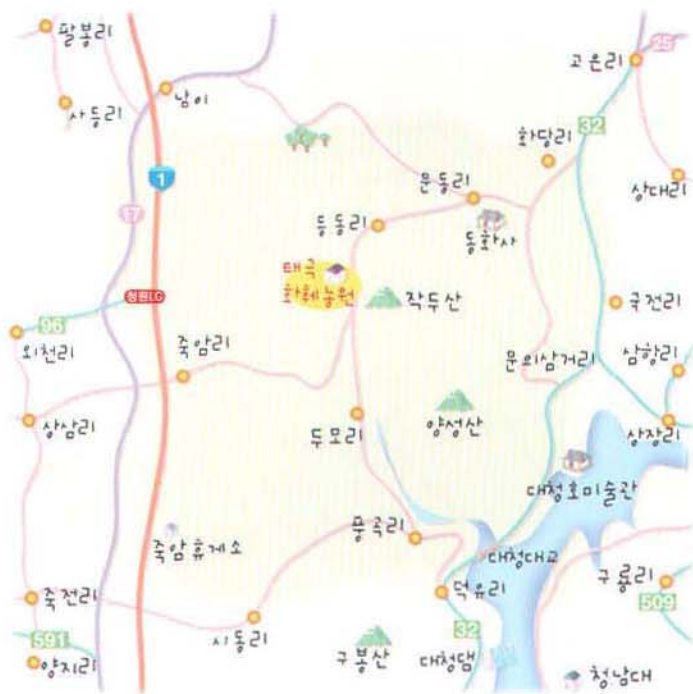 팔봉리
25
고은리
남이
사동리
32
화당리
1
문동리
상대리
17
등동리
동화사
태극
화훼농원
청원I.C
작두산
국전리
96
외천리
죽암리
문의삼거리
삼항리
상삼리
두모리
양성산
상장리
대청호미술관
죽암휴게소
풍곡리
대청대교
죽전리
덕유리
구룡리
509
시동리
591
32
양지리
구봉산
대청댐
청남대